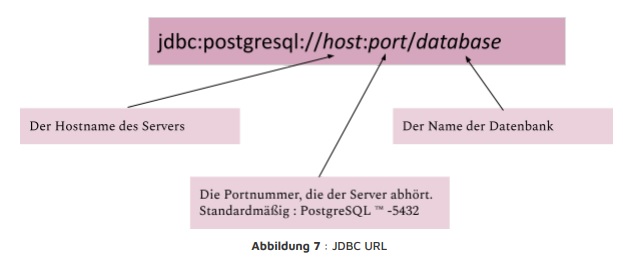 jdbc:postgresql://host:port/database
Der Hostname des Servers
Der Name der Datenbank
Die Portnummer, die der Server abhört.
Standardmäßig : PostgreSQL ™ -5432
Abbildung 7 : JDBC URL